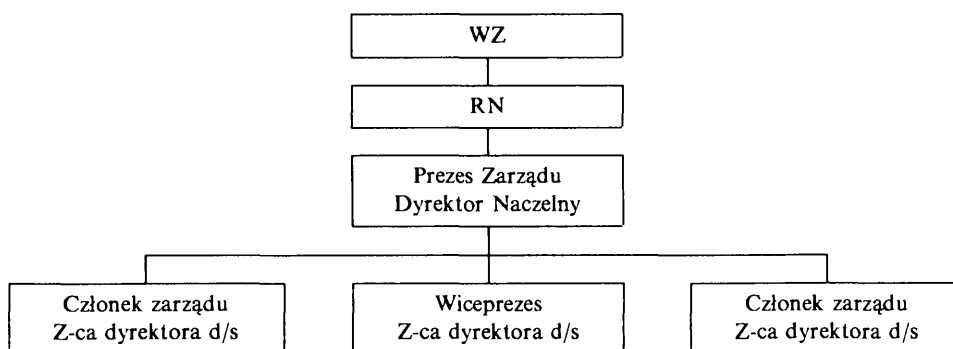 WZ
RN
Prezes Zarządu
Dyrektor Naczelny
Członek zarządu
Z-ca dyrektora d/s
Wiceprezes
Z-ca dyrektora d/s
Członek zarządu
Z-ca dyrektora d/s